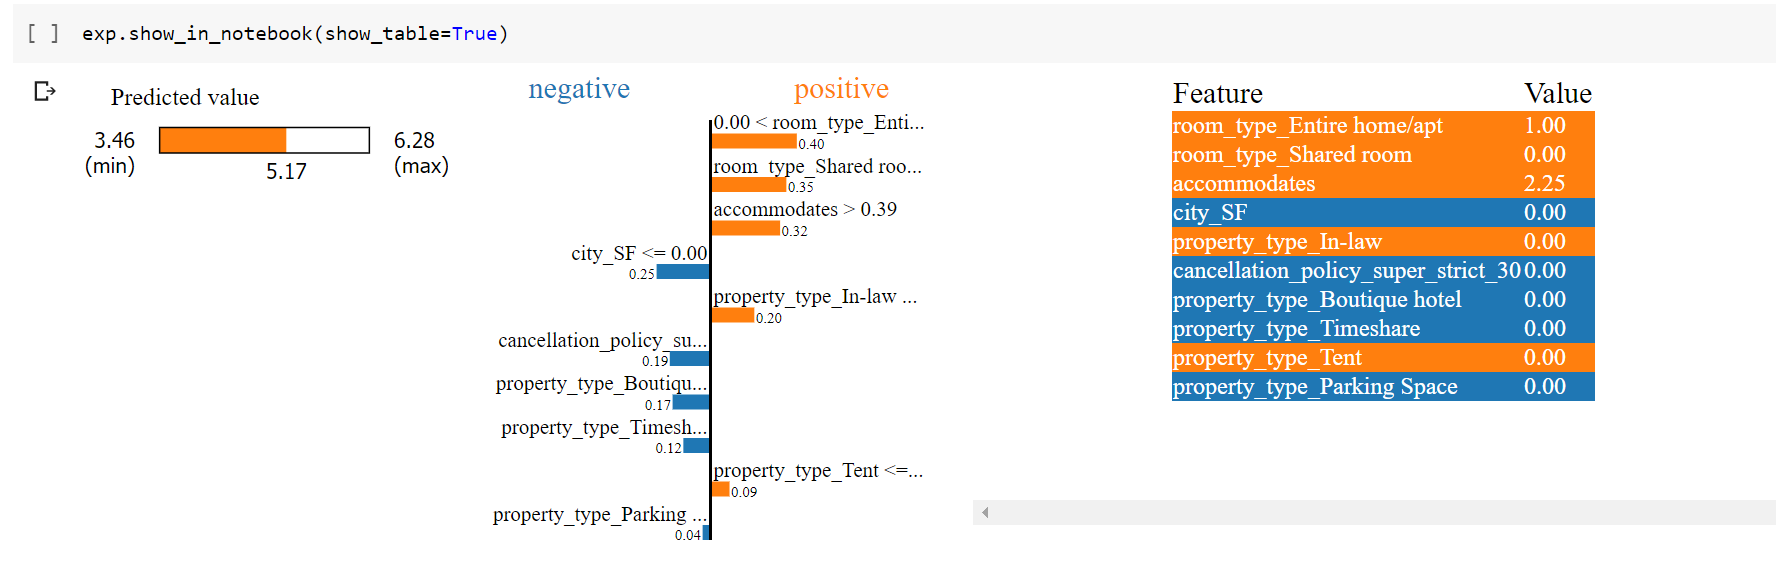 [ ] exp.show_in_notebook(show_table=True)
Predicted value
3.46
(min)
5.17
6.28
(max)
negative positive
0.00 < room_type_Enti...
0.40
room_type_Shared roo...
0.35
accommodates > 0.39
0.32
city_SF <= 0.00
0.25
property_type_In-law ...
0.20
cancellation_policy_su...
0.19
property_type_Boutiqu...
0.17
property_type_Timesh...
0.12
property_type_Tent <=...
0.09
property_type_Parking ...
0.04
Feature Value
room_type_Entire home/apt 1.00
room_type_Shared room 0.00
accommodates 2.25
city_SF 0.00
property_type_In-law 0.00
cancellation_policy_super_strict_30 0.00
property_type_Boutique hotel 0.00
property_type_Timeshare 0.00
property_type_Tent 0.00
property_type_Parking Space 0.00